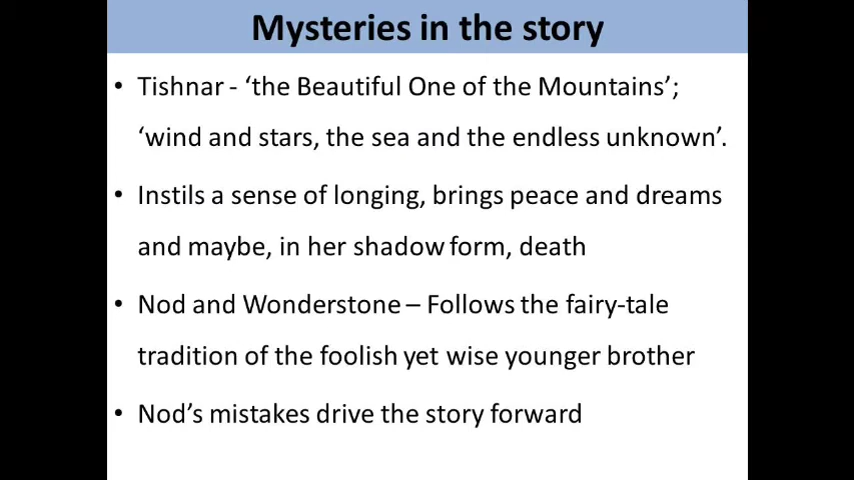 Mysteries in the story
• Tishnar - ‘the Beautiful One of the Mountains’;
‘wind and stars, the sea and the endless unknown’.
• Instils a sense of longing, brings peace and dreams
and maybe, in her shadow form, death
• Nod and Wonderstone – Follows the fairy-tale
tradition of the foolish yet wise younger brother
• Nod’s mistakes drive the story forward